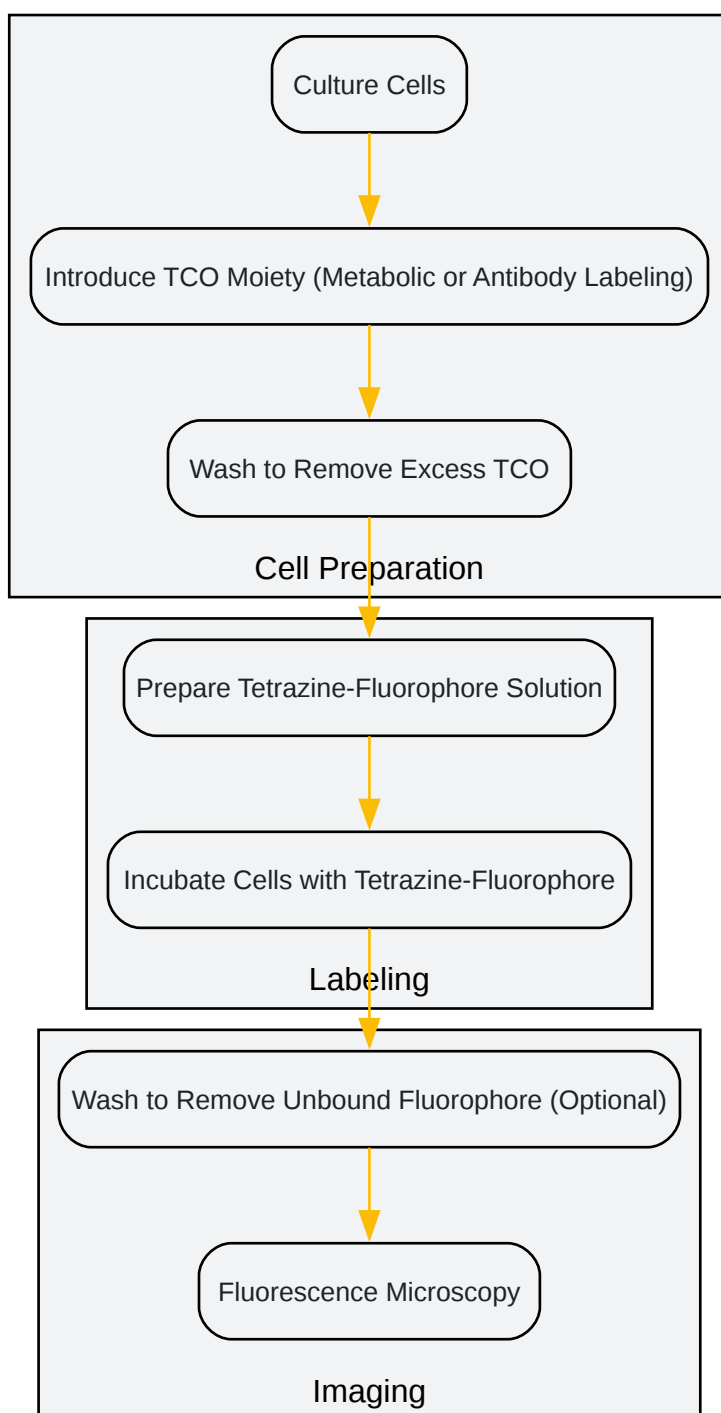 Culture Cells
Introduce TCO Moiety (Metabolic or Antibody Labeling)
Wash to Remove Excess TCO
Cell Preparation
Prepare Tetrazine-Fluorophore Solution
Incubate Cells with Tetrazine-Fluorophore
Labeling
Wash to Remove Unbound Fluorophore (Optional)
Fluorescence Microscopy
Imaging